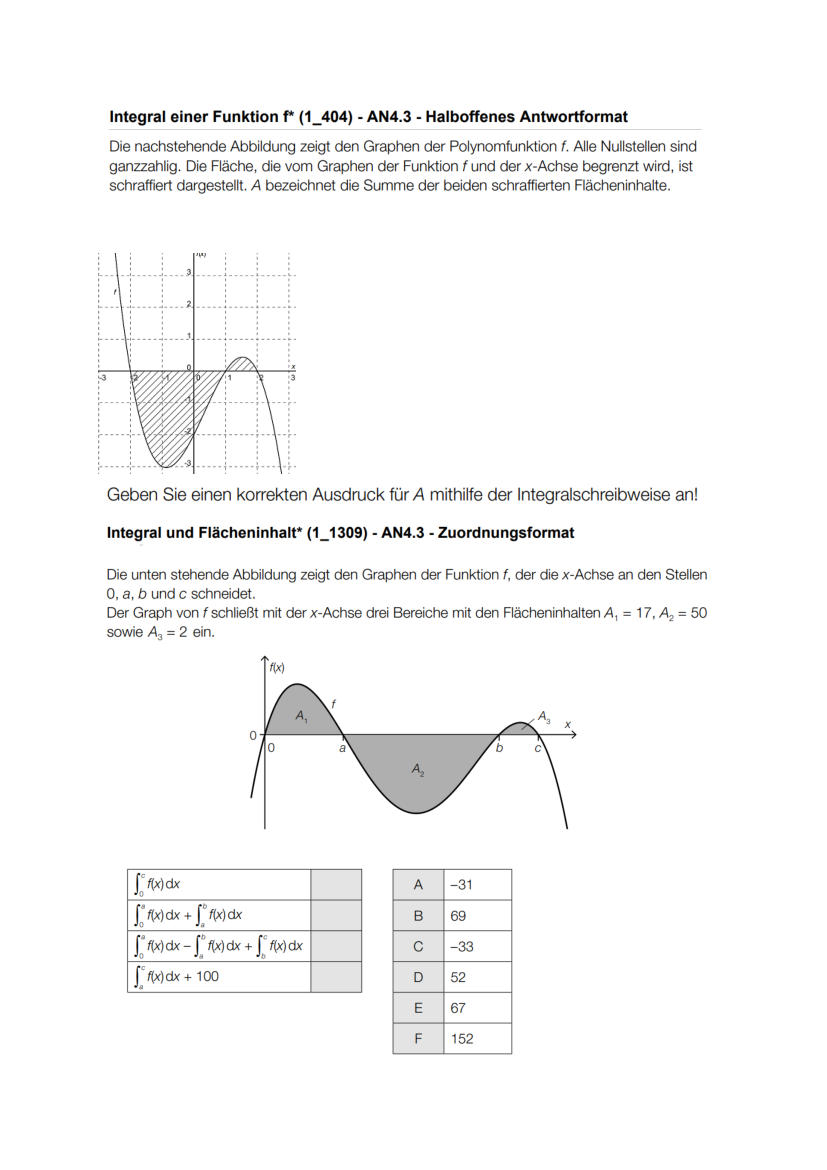 Integral einer Funktion f* (1_404) - AN4.3 - Halboffenes Antwortformat
Die nachstehende Abbildung zeigt den Graphen der Polynomfunktion f. Alle Nullstellen sind
ganzzahlig. Die Fläche, die vom Graphen der Funktion f und der x-Achse begrenzt wird, ist
schraffiert dargestellt. A bezeichnet die Summe der beiden schraffierten Flächeninhalte.
f(x)
3
f
2
1
0
x
-3 -2 -1 0 1 2 3
-1
-2
-3
Geben Sie einen korrekten Ausdruck für A mithilfe der Integralschreibweise an!
Integral und Flächeninhalt* (1_1309) - AN4.3 - Zuordnungsformat
Die unten stehende Abbildung zeigt den Graphen der Funktion f, der die x-Achse an den Stellen
0, a, b und c schneidet.
Der Graph von f schließt mit der x-Achse drei Bereiche mit den Flächeninhalten A₁ = 17, A₂ = 50
sowie A₃ = 2 ein.
f(x)
f
A₁
A₃
x
0
0 a b c
A₂
∫₀ᶜ f(x) dx
∫₀ᵃ f(x) dx + ∫ₐᵇ f(x) dx
∫₀ᵃ f(x) dx − ∫ₐᵇ f(x) dx + ∫_b^c f(x) dx
∫ₐᶜ f(x) dx + 100
A –31
B 69
C –33
D 52
E 67
F 152